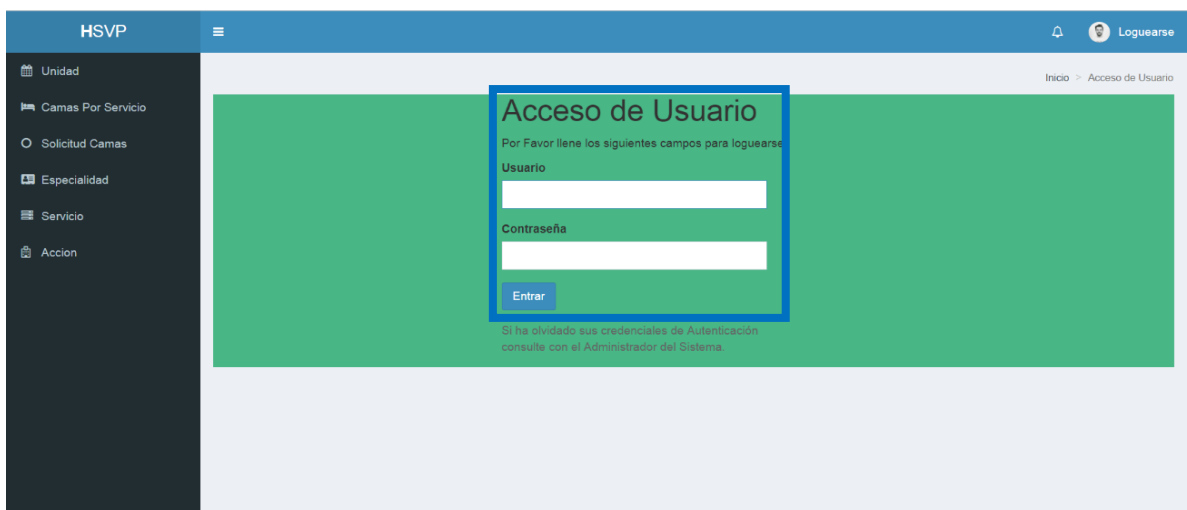 HSVP
Loguearse
Unidad
Camas Por Servicio
Solicitud Camas
Especialidad
Servicio
Accion
Inicio > Acceso de Usuario
Acceso de Usuario
Por Favor llene los siguientes campos para loguearse
Usuario
Contraseña
Entrar
Si ha olvidado sus credenciales de Autenticación
consulte con el Administrador del Sistema.